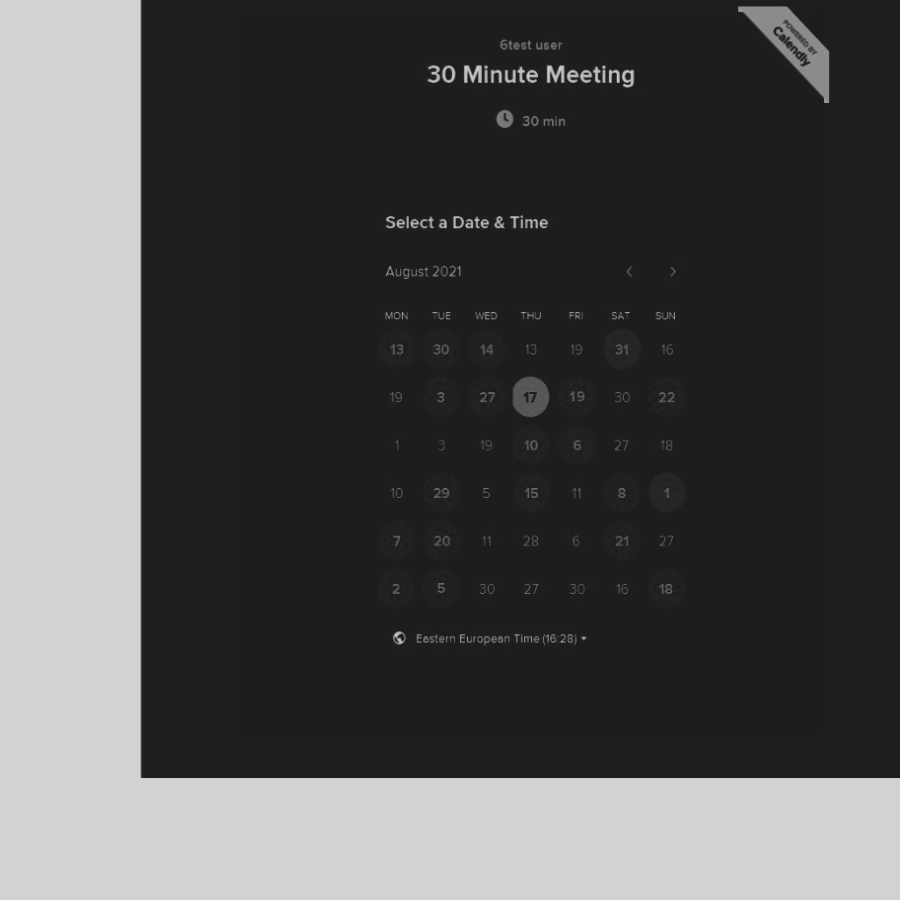 POWERED BY
Calendly
6test user
30 Minute Meeting
30 min
Select a Date & Time
August 2021
MON TUE WED THU FRI SAT SUN
13 30 14 13 19 31 16
19 3 27 17 19 30 22
1 3 19 10 6 27 18
10 29 5 15 11 8 1
7 20 11 28 6 21 27
2 5 30 27 30 16 18
Eastern European Time (16:28)